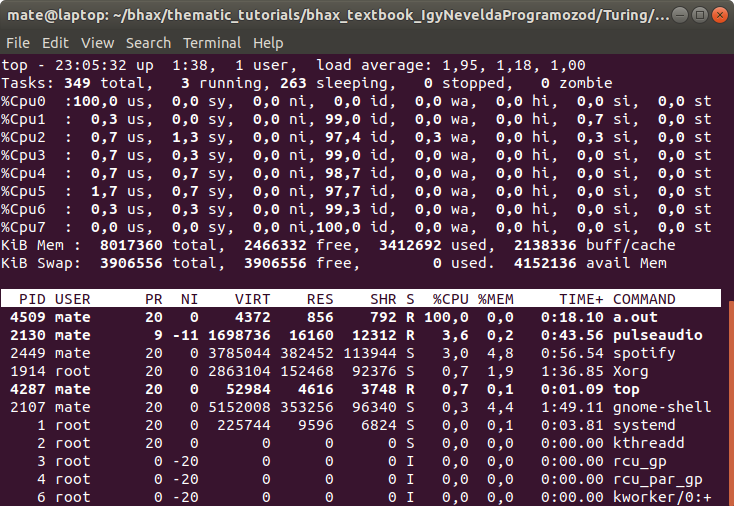 mate@laptop: ~/bhax/thematic_tutorials/bhax_textbook_IgyNeveldaProgramozod/Turing/...
File Edit View Search Terminal Help
top - 23:05:32 up  1:38,  1 user,  load average: 1,95, 1,18, 1,00
Tasks: 349 total,   3 running, 263 sleeping,   0 stopped,   0 zombie
%Cpu0  :100,0 us,  0,0 sy,  0,0 ni,  0,0 id,  0,0 wa,  0,0 hi,  0,0 si,  0,0 st
%Cpu1  :  0,3 us,  0,0 sy,  0,0 ni, 99,0 id,  0,0 wa,  0,0 hi,  0,7 si,  0,0 st
%Cpu2  :  0,7 us,  1,3 sy,  0,0 ni, 97,4 id,  0,3 wa,  0,0 hi,  0,3 si,  0,0 st
%Cpu3  :  0,7 us,  0,3 sy,  0,0 ni, 99,0 id,  0,0 wa,  0,0 hi,  0,0 si,  0,0 st
%Cpu4  :  0,7 us,  0,7 sy,  0,0 ni, 98,7 id,  0,0 wa,  0,0 hi,  0,0 si,  0,0 st
%Cpu5  :  1,7 us,  0,7 sy,  0,0 ni, 97,7 id,  0,0 wa,  0,0 hi,  0,0 si,  0,0 st
%Cpu6  :  0,3 us,  0,3 sy,  0,0 ni, 99,3 id,  0,0 wa,  0,0 hi,  0,0 si,  0,0 st
%Cpu7  :  0,0 us,  0,0 sy,  0,0 ni,100,0 id,  0,0 wa,  0,0 hi,  0,0 si,  0,0 st
KiB Mem :  8017360 total,  2466332 free,  3412692 used,  2138336 buff/cache
KiB Swap:  3906556 total,  3906556 free,        0 used.  4152136 avail Mem
PID USER      PR  NI    VIRT    RES    SHR S  %CPU %MEM     TIME+ COMMAND
4509 mate      20   0    4372    856    792 R 100,0  0,0   0:18.10 a.out
2130 mate       9 -11 1698736  16160  12312 R   3,6  0,2   0:43.56 pulseaudio
2449 mate      20   0 3785044 382452 113944 S   3,0  4,8   0:56.54 spotify
1914 root      20   0 2863104 152468  92376 S   0,7  1,9   1:36.85 Xorg
4287 mate      20   0   52984   4616   3748 R   0,7  0,1   0:01.09 top
2107 mate      20   0 5152008 353256  96340 S   0,3  4,4   1:49.11 gnome-shell
1 root      20   0  225744   9596   6824 S   0,0  0,1   0:03.81 systemd
2 root      20   0       0      0      0 S   0,0  0,0   0:00.00 kthreadd
3 root       0 -20       0      0      0 I   0,0  0,0   0:00.00 rcu_gp
4 root       0 -20       0      0      0 I   0,0  0,0   0:00.00 rcu_par_gp
6 root       0 -20       0      0      0 I   0,0  0,0   0:00.00 kworker/0:+